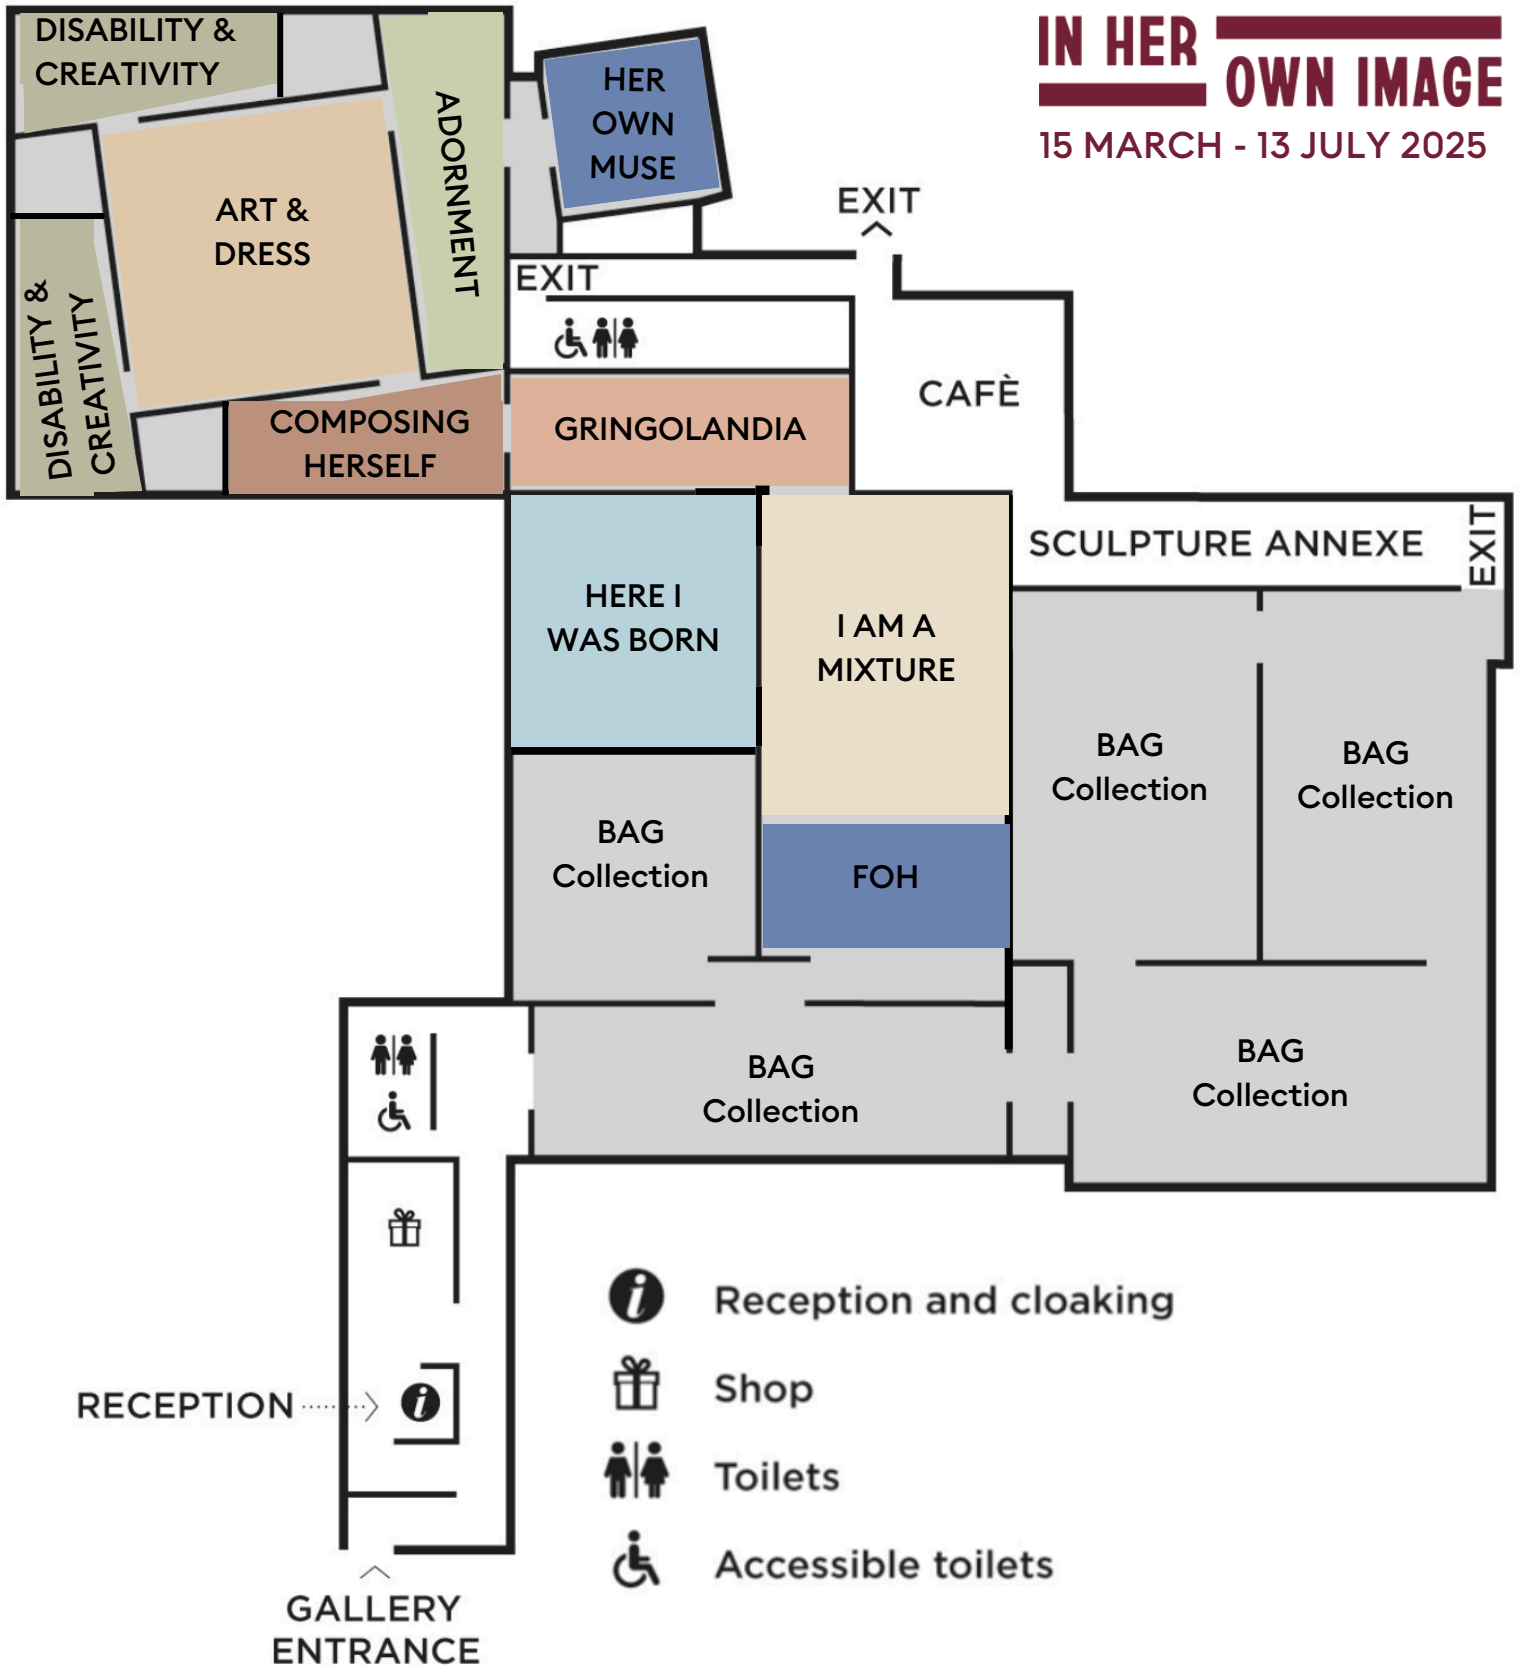 IN HER
OWN IMAGE
15 MARCH - 13 JULY 2025
DISABILITY &
CREATIVITY
ADORNMENT
HER
OWN
MUSE
ART &
DRESS
EXIT
EXIT
DISABILITY &
CREATIVITY
CAFÈ
COMPOSING
HERSELF
GRINGOLANDIA
SCULPTURE ANNEXE
EXIT
HERE I
WAS BORN
I AM A
MIXTURE
BAG
Collection
BAG
Collection
BAG
Collection
FOH
BAG
Collection
BAG
Collection
i
Reception and cloaking
Shop
RECEPTION
i
Toilets
Accessible toilets
GALLERY
ENTRANCE